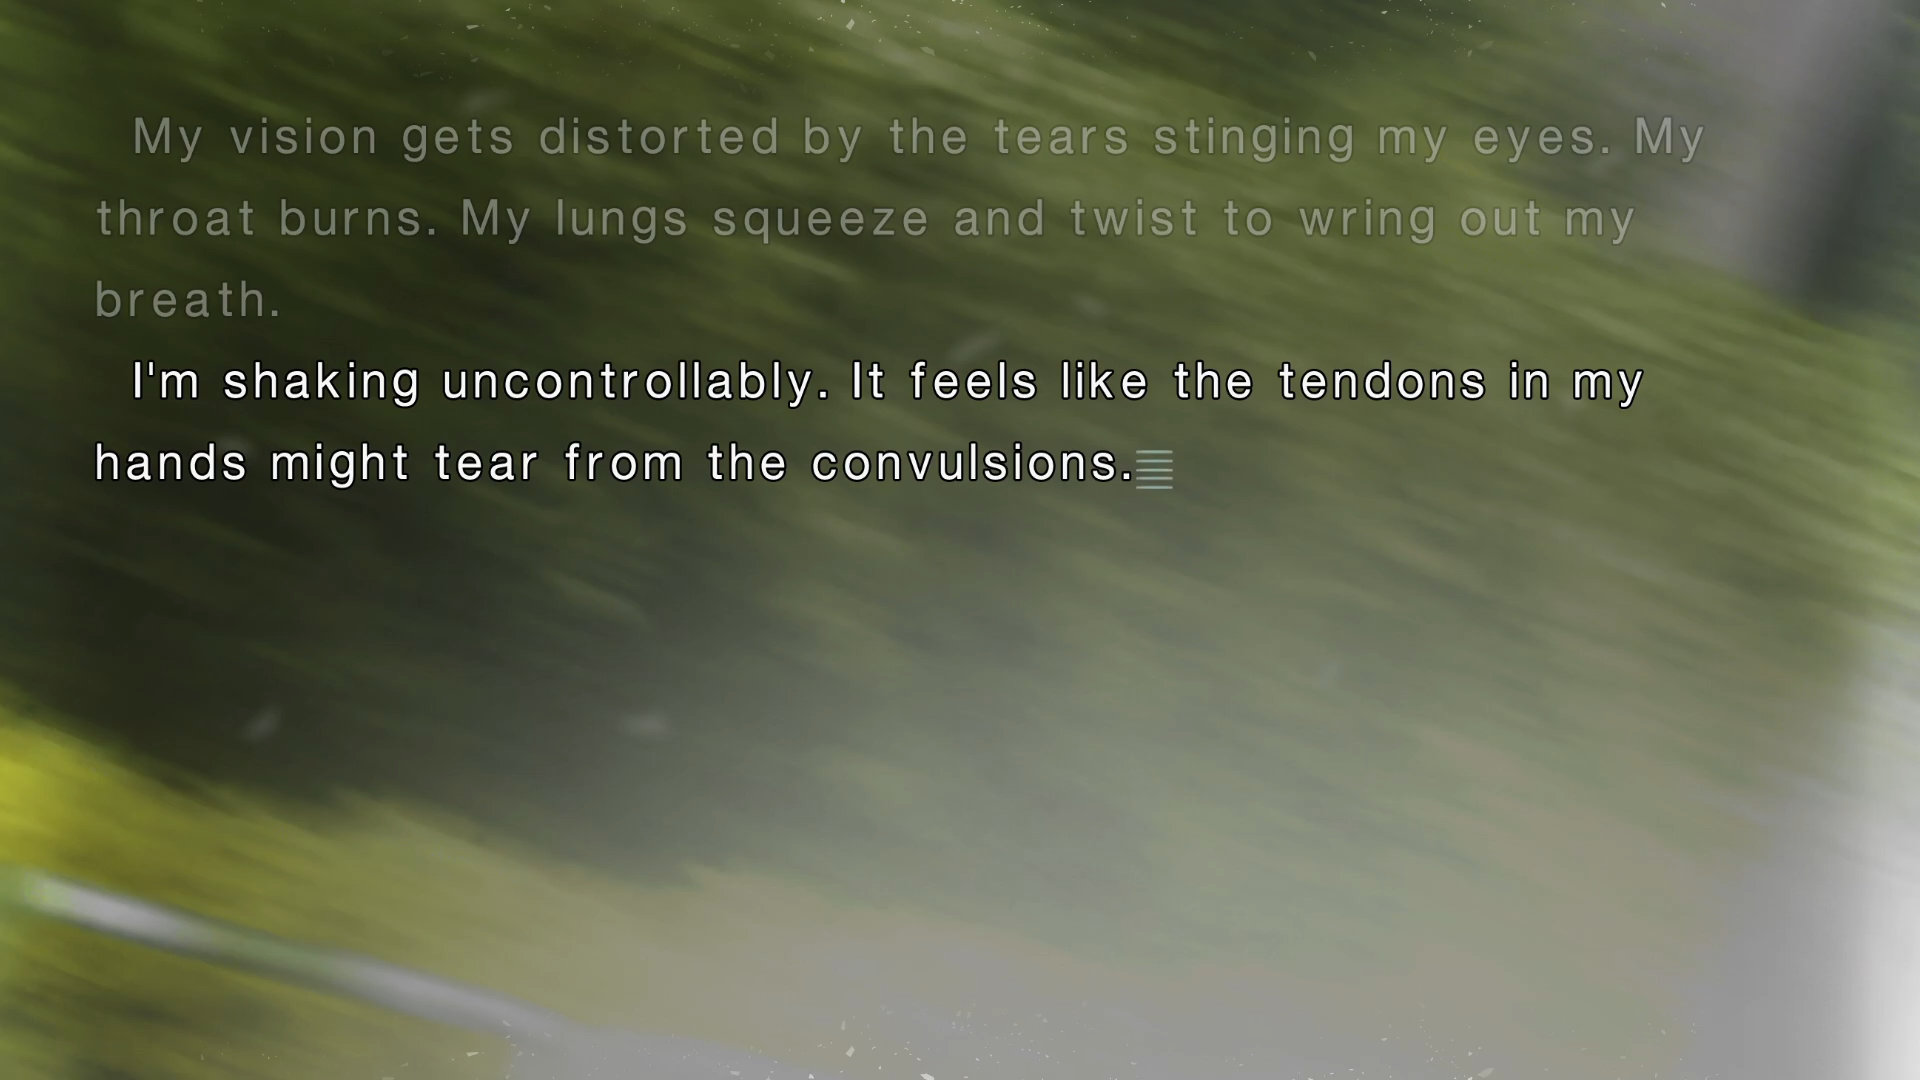 My vision gets distorted by the tears stinging my eyes. My
throat burns. My lungs squeeze and twist to wring out my
breath.
I'm shaking uncontrollably. It feels like the tendons in my
hands might tear from the convulsions.